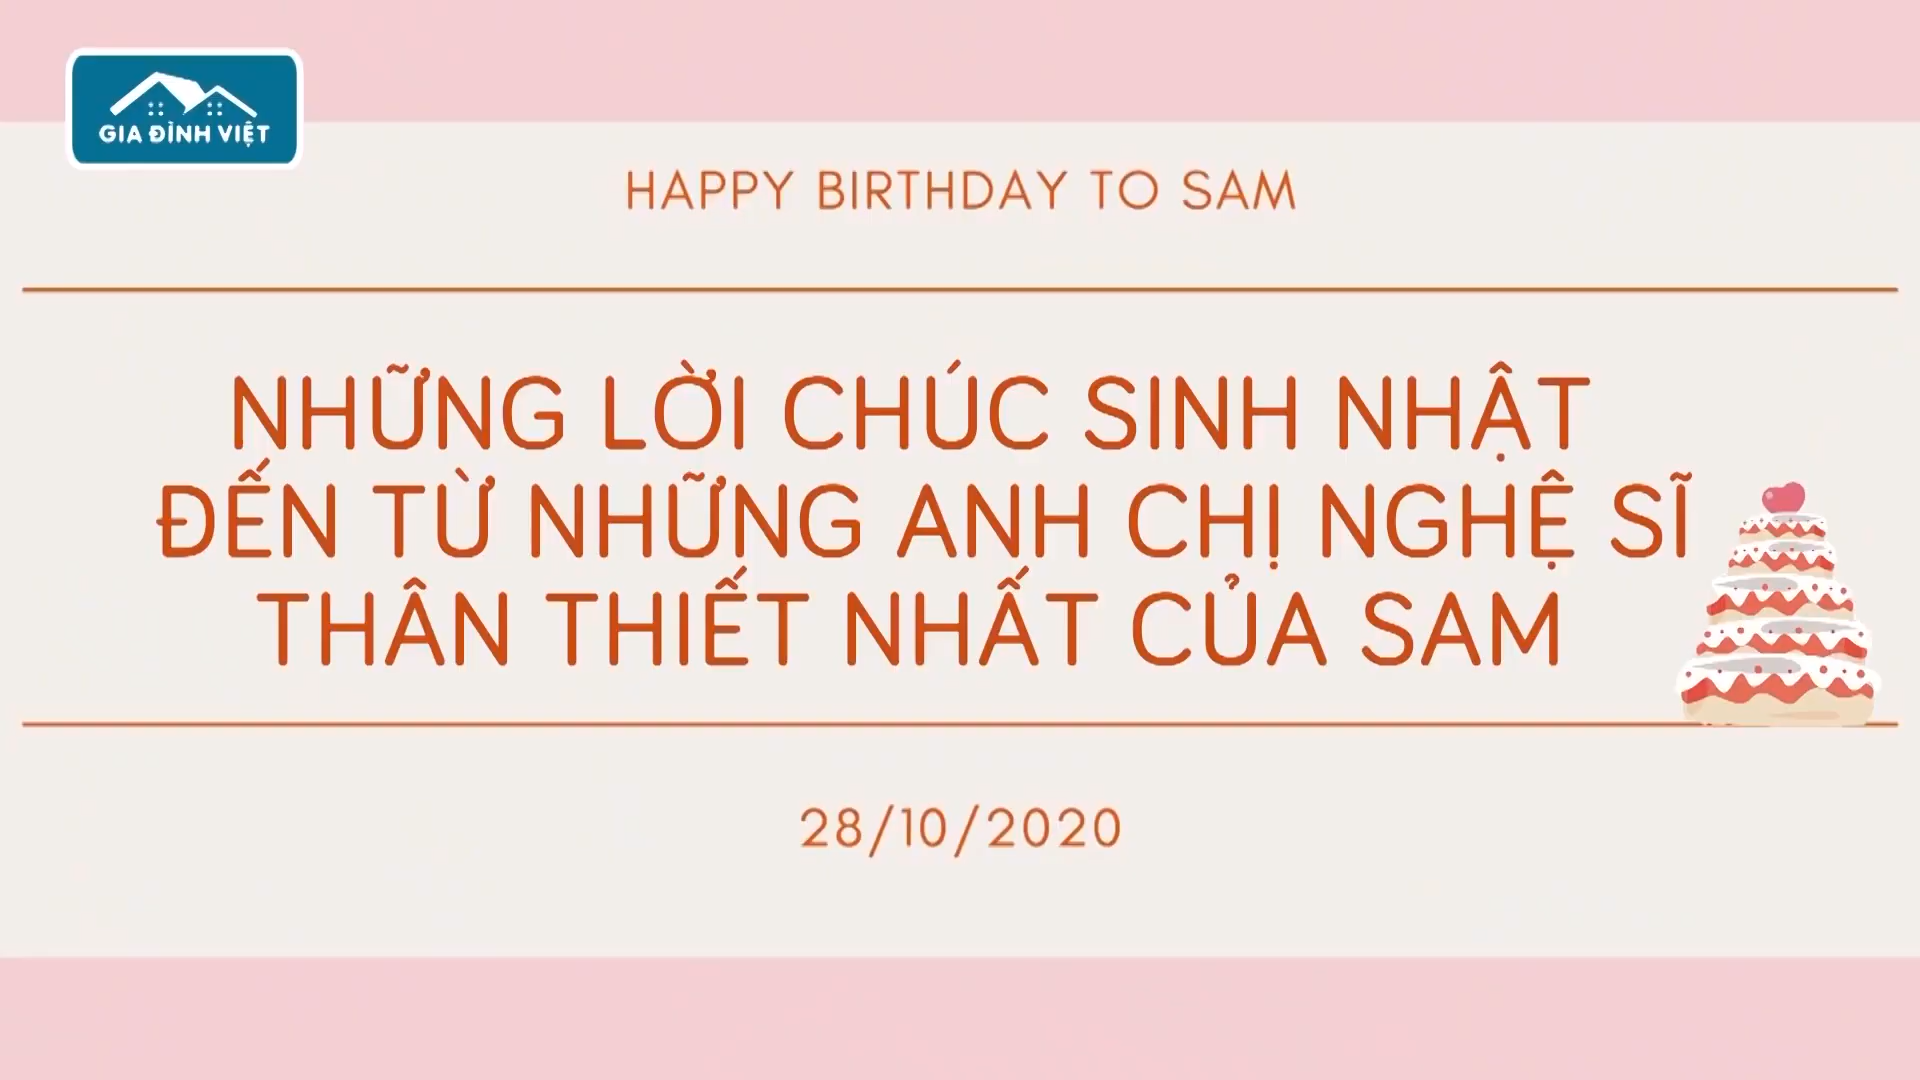 GIA ĐÌNH VIỆT
HAPPY BIRTHDAY TO SAM
NHỮNG LỜI CHÚC SINH NHẬT
ĐẾN TỪ NHỮNG ANH CHỊ NGHỆ SĨ
THÂN THIẾT NHẤT CỦA SAM
28/10/2020